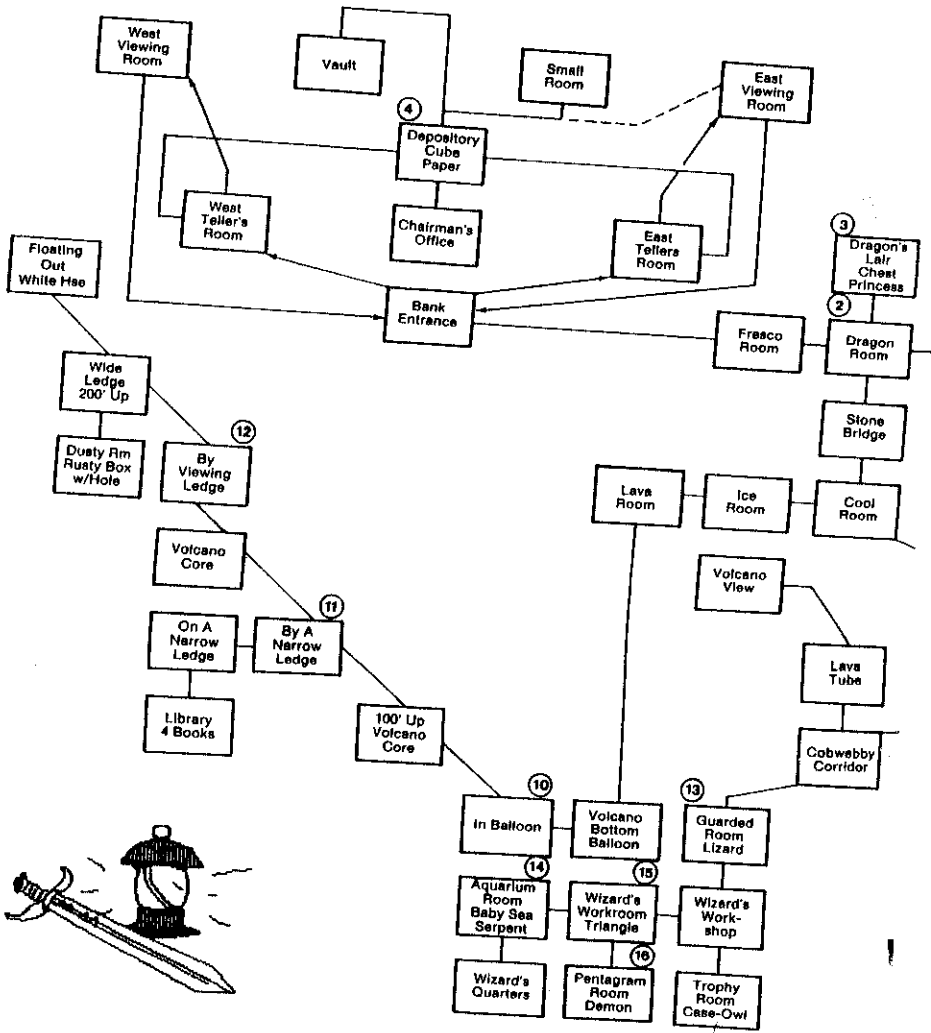 West
Viewing
Room
Vault
Small
Room
East
Viewing
Room
4
Depository
Cube
Paper
West
Teller's
Room
Chairman's
Office
East
Tellers
Room
3
Dragon's
Lair
Chest
Princess
Floating
Out
White Hse
Bank
Entrance
2
Fresco
Room
Dragon
Room
Wide
Ledge
200' Up
Stone
Bridge
12
Dusty Rm
Rusty Box
w/Hole
By
Viewing
Ledge
Lava
Room
Ice
Room
Cool
Room
Volcano
Core
Volcano
View
11
On A
Narrow
Ledge
By A
Narrow
Ledge
Lava
Tube
Library
4 Books
100' Up
Volcano
Core
Cobwebby
Corridor
10
13
In Balloon
Volcano
Bottom
Balloon
Guarded
Room
Lizard
14
15
Aquarium
Room
Baby Sea
Serpent
Wizard's
Workroom
Triangle
Wizard's
Work-
shop
16
Wizard's
Quarters
Pentagram
Room
Demon
Trophy
Room
Case-Owl